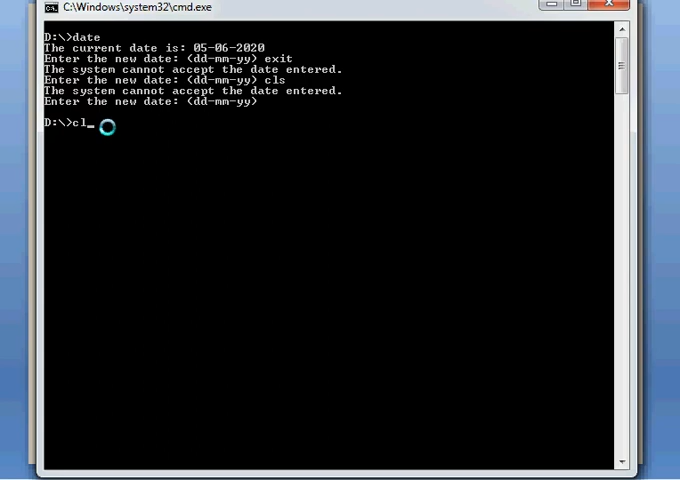 C:\Windows\system32\cmd.exe
D:\>date
The current date is: 05-06-2020
Enter the new date: (dd-mm-yy) exit
The system cannot accept the date entered.
Enter the new date: (dd-mm-yy) cls
The system cannot accept the date entered.
Enter the new date: (dd-mm-yy)
D:\>cl_